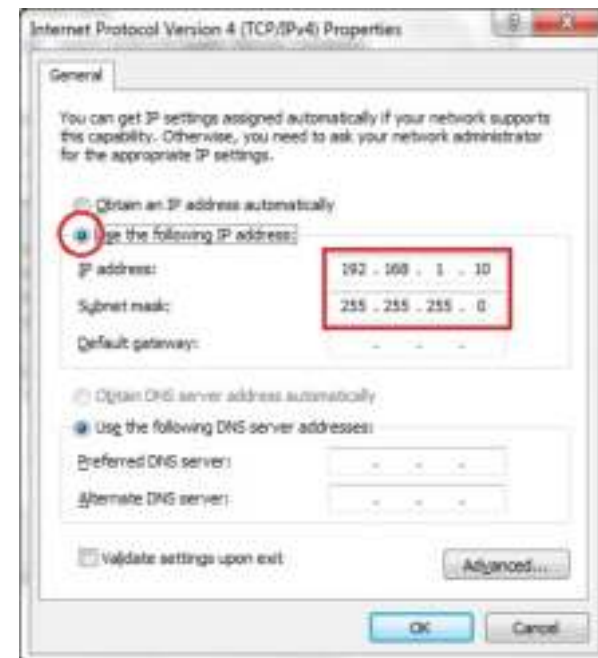 Internet Protocol Version 4 (TCP/IPv4) Properties
General
You can get IP settings assigned automatically if your network supports
this capability. Otherwise, you need to ask your network administrator
for the appropriate IP settings.
Obtain an IP address automatically
Use the following IP address:
IP address: 192 . 168 . 1 . 10
Subnet mask: 255 . 255 . 255 . 0
Default gateway: . . .
Obtain DNS server address automatically
Use the following DNS server addresses:
Preferred DNS server: . . .
Alternate DNS server: . . .
Validate settings upon exit
Advanced...
OK Cancel